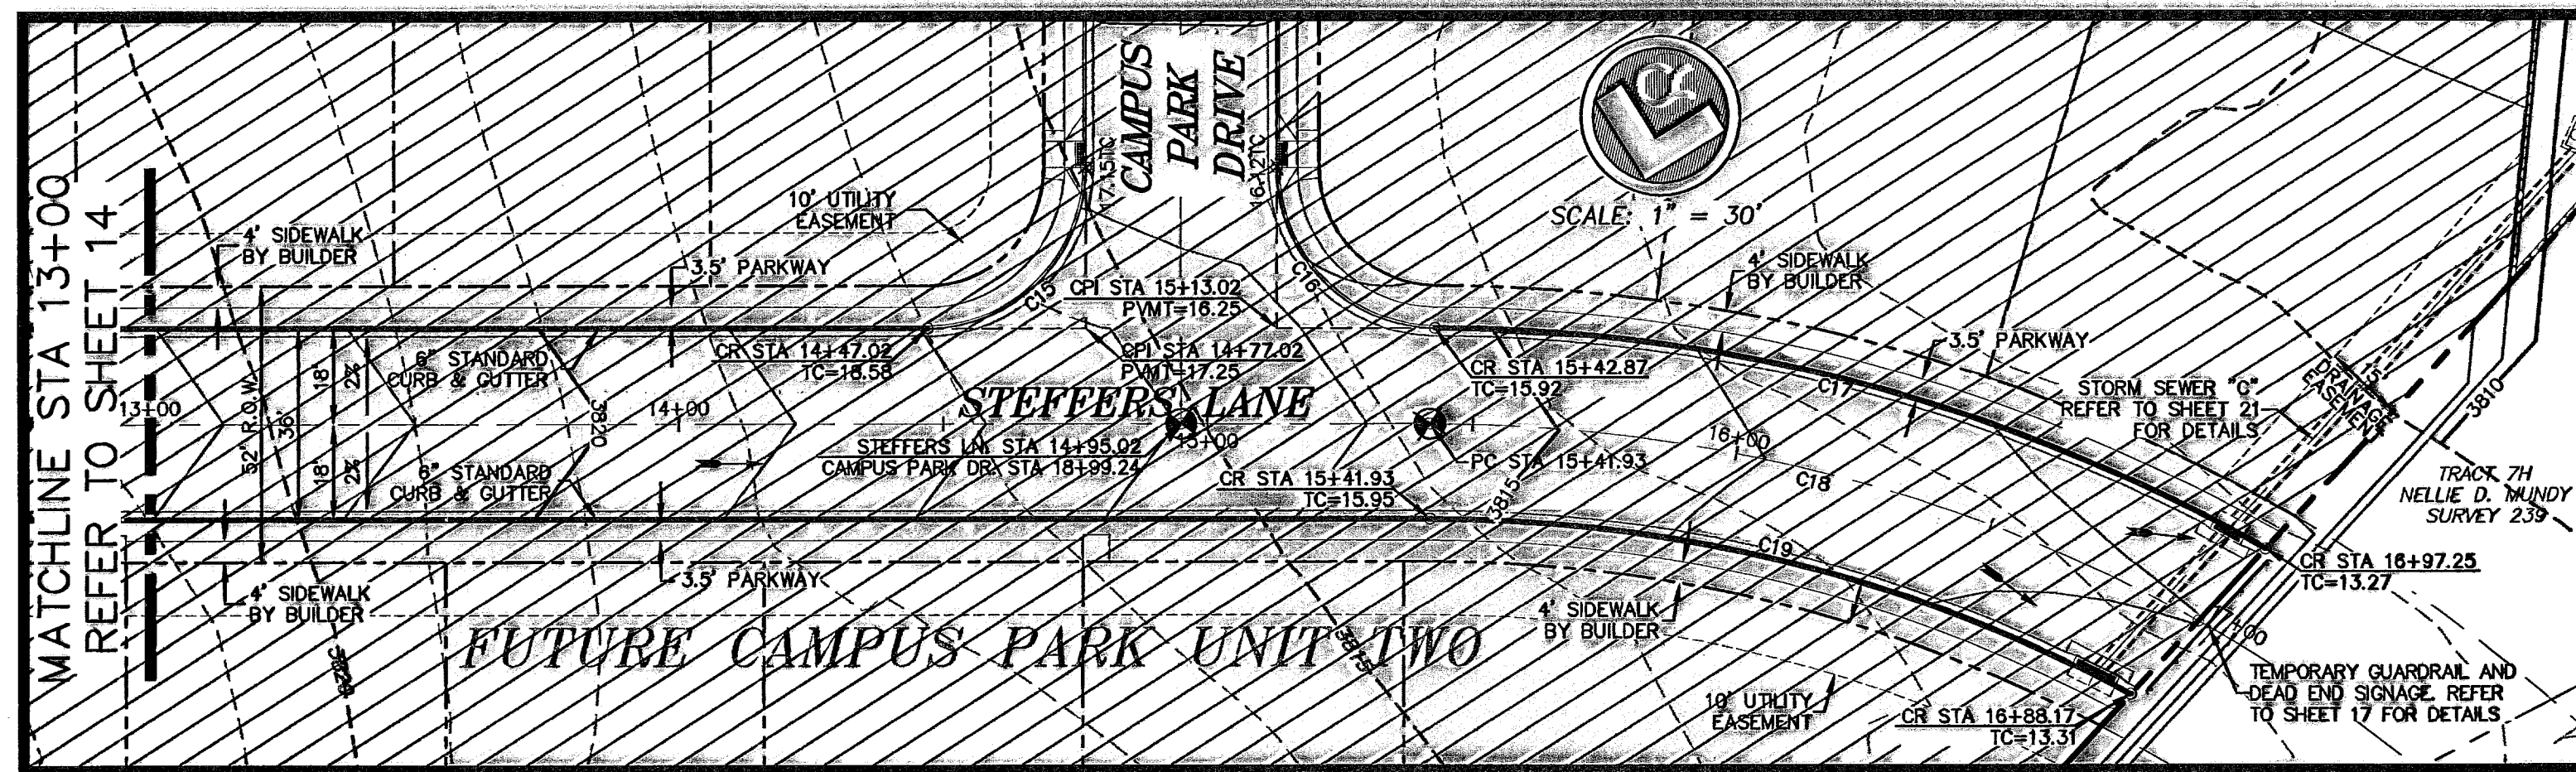 MATCHLINE STA 13+00
REFER TO SHEET 14
4' SIDEWALK
BY BUILDER
10' UTILITY
EASEMENT
3.5' PARKWAY
CAMPUS
PARK
DRIVE
17.15TC
16.12TC
C15
C16
CPI STA 15+13.02
PVMT=16.25
SCALE: 1" = 30'
4' SIDEWALK
BY BUILDER
3.5' PARKWAY
13+00
52' R.O.W.
36'
18'
2%
18'
2%
6" STANDARD
CURB & GUTTER
6" STANDARD
CURB & GUTTER
3820
14+00
CR STA 14+47.02
TC=18.58
CPI STA 14+77.02
PVMT=17.25
STEFFERS LANE
15+00
STEFFERS LN. STA 14+95.02
CAMPUS PARK DR. STA 18+99.24
CR STA 15+42.87
TC=15.92
CR STA 15+41.93
TC=15.95
PC STA 15+41.93
3815
16+00
C17
C18
C19
STORM SEWER "C"
REFER TO SHEET 21
FOR DETAILS
15'
DRAINAGE
EASEMENT
3810
TRACT 7H
NELLIE D. MUNDY
SURVEY 239
CR STA 16+97.25
TC=13.27
4' SIDEWALK
BY BUILDER
3.5' PARKWAY
3820
FUTURE CAMPUS PARK UNIT TWO
3815
4' SIDEWALK
BY BUILDER
10' UTILITY
EASEMENT
CR STA 16+88.17
TC=13.31
TEMPORARY GUARDRAIL AND
DEAD END SIGNAGE. REFER
TO SHEET 17 FOR DETAILS